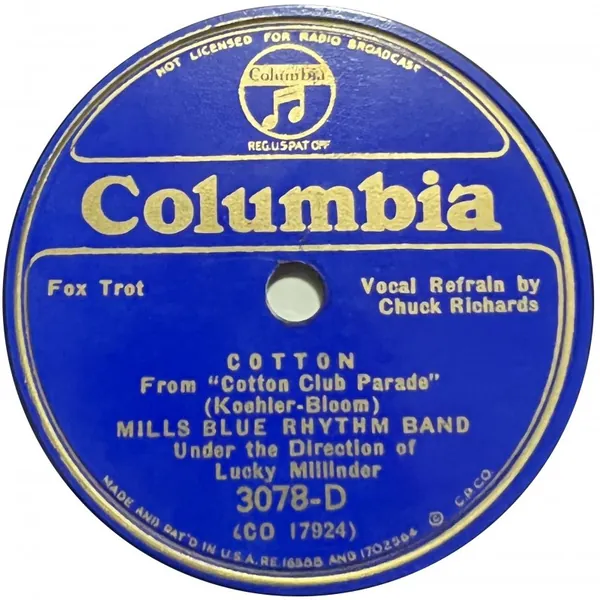 NOT LICENSED FOR RADIO BROADCAST
Columbia
REG.U.S.PAT.OFF
Columbia
Fox Trot
Vocal Refrain by
Chuck Richards
COTTON
From "Cotton Club Parade"
(Koehler-Bloom)
MILLS BLUE RHYTHM BAND
Under the Direction of
Lucky Millinder
3078-D
(CO 17924)
MADE AND PAT'D IN U.S.A. RE.16588 AND 1702564 © C.P.CO.